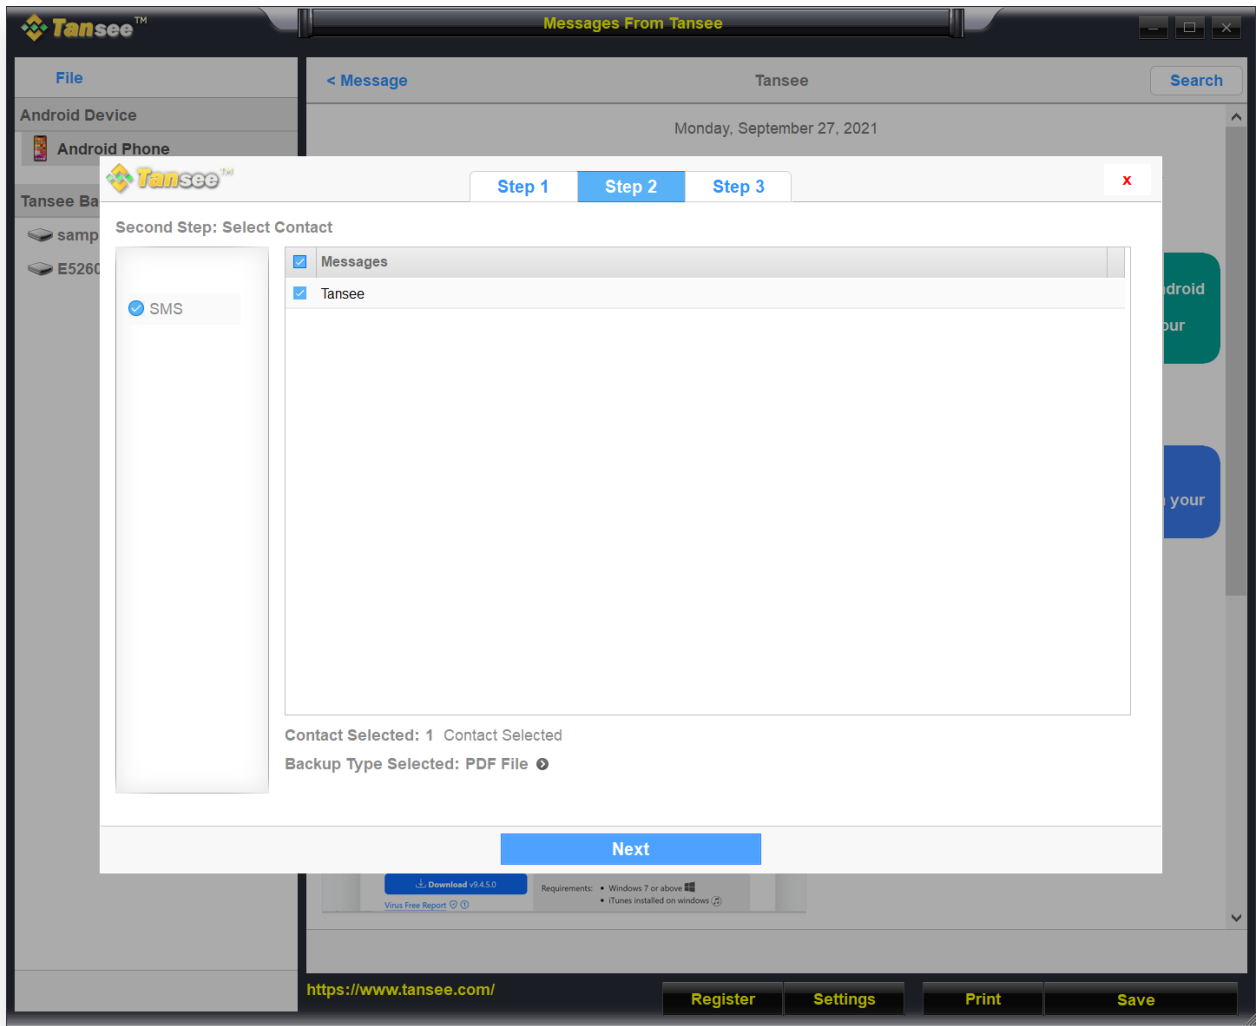 Tansee™
Messages From Tansee
File
< Message
Tansee
Search
Android Device
Monday, September 27, 2021
Android Phone
Tansee Ba
samp
E5260
Tansee™
Step 1
Step 2
Step 3
x
Second Step: Select Contact
Messages
Tansee
SMS
droid
our
your
Contact Selected: 1 Contact Selected
Backup Type Selected: PDF File
Next
Download v9.4.5.0
Virus Free Report
Requirements: • Windows 7 or above
• iTunes installed on windows
https://www.tansee.com/
Register
Settings
Print
Save